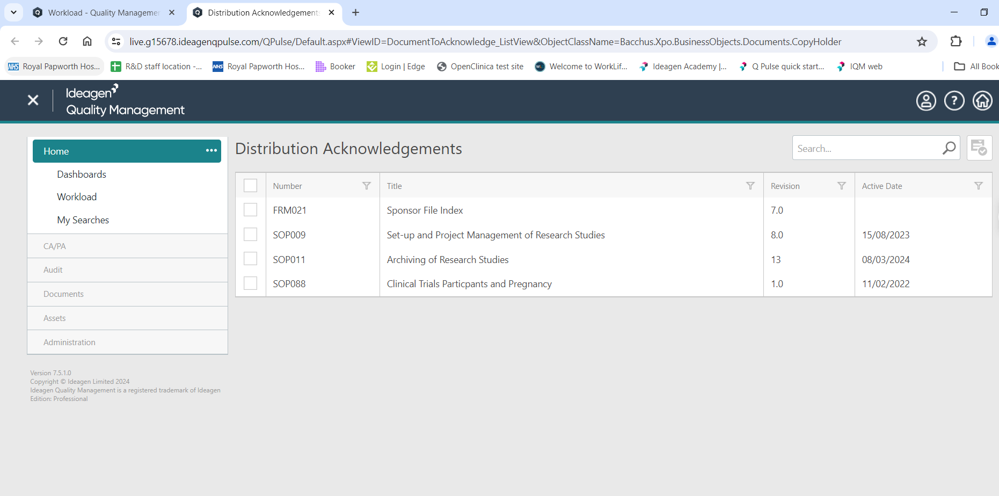 Workload - Quality Managemer
Distribution Acknowledgements
live.g15678.ideagenqpulse.com/QPulse/Default.aspx#ViewID=DocumentToAcknowledge_ListView&ObjectClassName=Bacchus.Xpo.BusinessObjects.Documents.CopyHolder
NHS Royal Papworth Hos... R&D staff location -... NHS Royal Papworth Hos... Booker Login | Edge OpenClinica test site Welcome to WorkLif... Ideagen Academy |... Q Pulse quick start... IQM web All Book
Ideagen
Quality Management
?
Home
Dashboards
Workload
My Searches
CA/PA
Audit
Documents
Assets
Administration
Version 7.5.1.0
Copyright © Ideagen Limited 2024
Ideagen Quality Management is a registered trademark of Ideagen
Edition: Professional
Distribution Acknowledgements
Search...
Number Title Revision Active Date
FRM021 Sponsor File Index 7.0
SOP009 Set-up and Project Management of Research Studies 8.0 15/08/2023
SOP011 Archiving of Research Studies 13 08/03/2024
SOP088 Clinical Trials Particpants and Pregnancy 1.0 11/02/2022